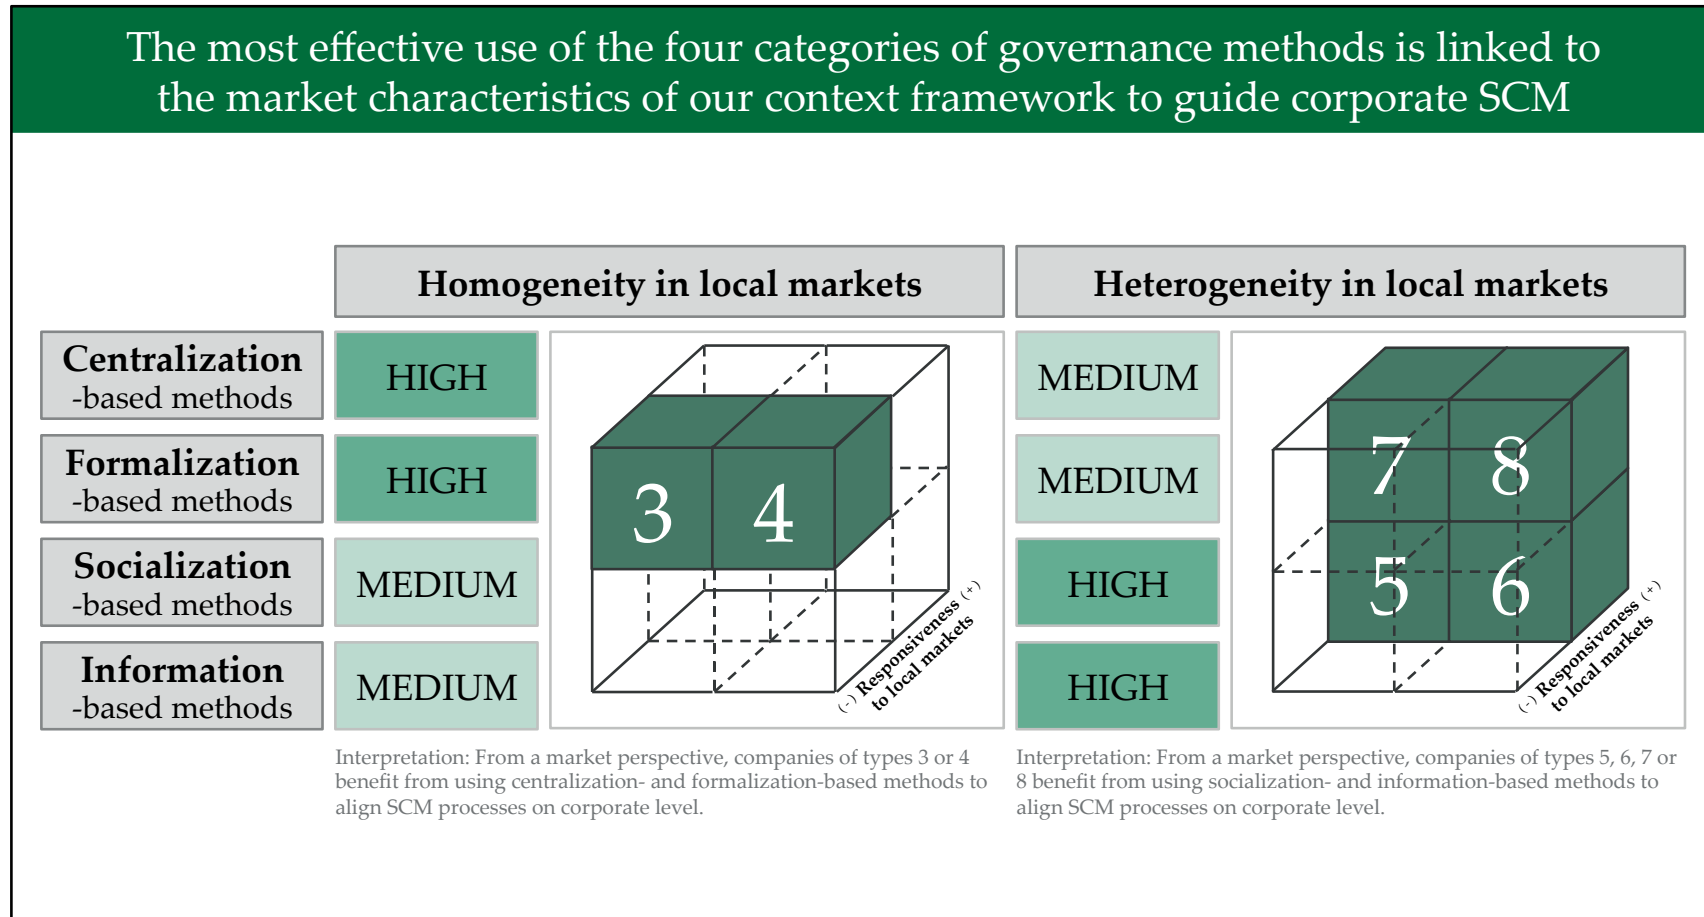 The most effective use of the four categories of governance methods is linked to
the market characteristics of our context framework to guide corporate SCM
Homogeneity in local markets
Heterogeneity in local markets
Centralization
-based methods
HIGH
MEDIUM
Formalization
-based methods
HIGH
MEDIUM
Socialization
-based methods
MEDIUM
HIGH
Information
-based methods
MEDIUM
HIGH
3 4
(-) Responsiveness (+)
to local markets
7 8
5 6
(-) Responsiveness (+)
to local markets
Interpretation: From a market perspective, companies of types 3 or 4
benefit from using centralization- and formalization-based methods to
align SCM processes on corporate level.
Interpretation: From a market perspective, companies of types 5, 6, 7 or
8 benefit from using socialization- and information-based methods to
align SCM processes on corporate level.